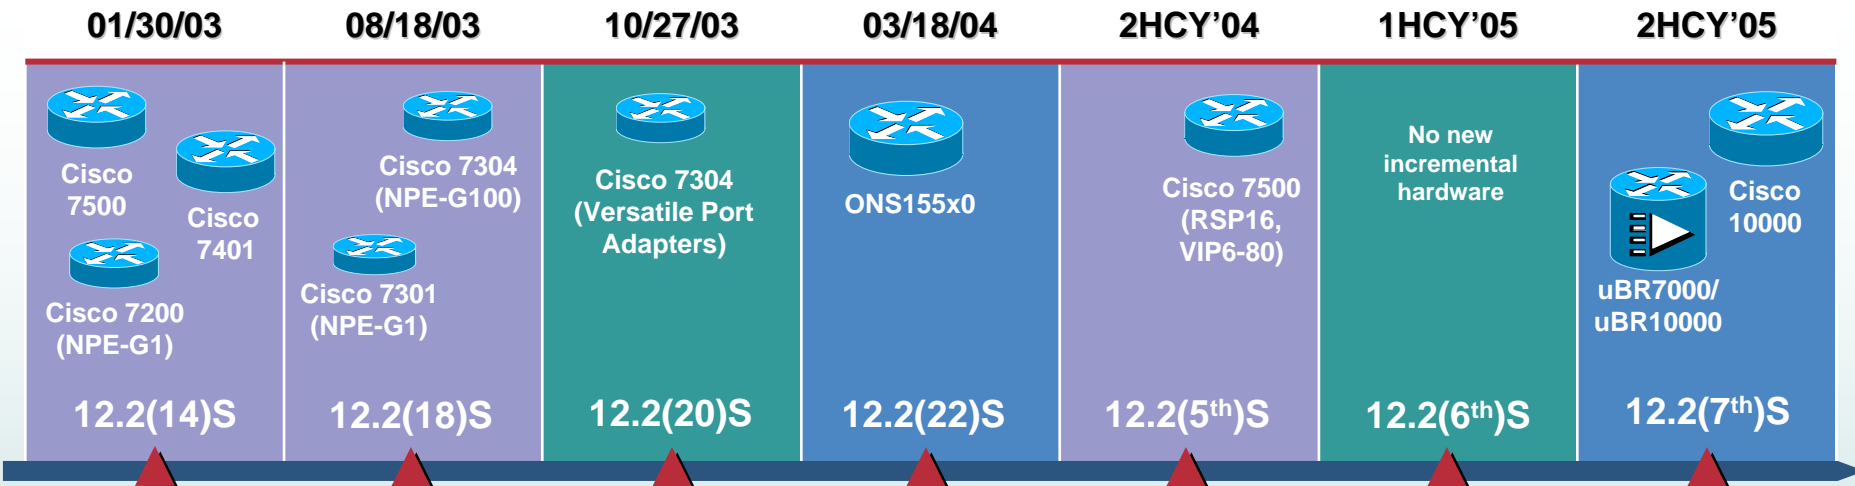 01/30/03
08/18/03
10/27/03
03/18/04
2HCY’04
1HCY’05
2HCY’05
Cisco
7500
Cisco
7401
Cisco 7200
(NPE-G1)
12.2(14)S
Cisco 7304
(NPE-G100)
Cisco 7301
(NPE-G1)
12.2(18)S
Cisco 7304
(Versatile Port
Adapters)
12.2(20)S
ONS155x0
12.2(22)S
Cisco 7500
(RSP16,
VIP6-80)
12.2(5th)S
No new
incremental
hardware
12.2(6th)S
Cisco
10000
uBR7000/
uBR10000
12.2(7th)S